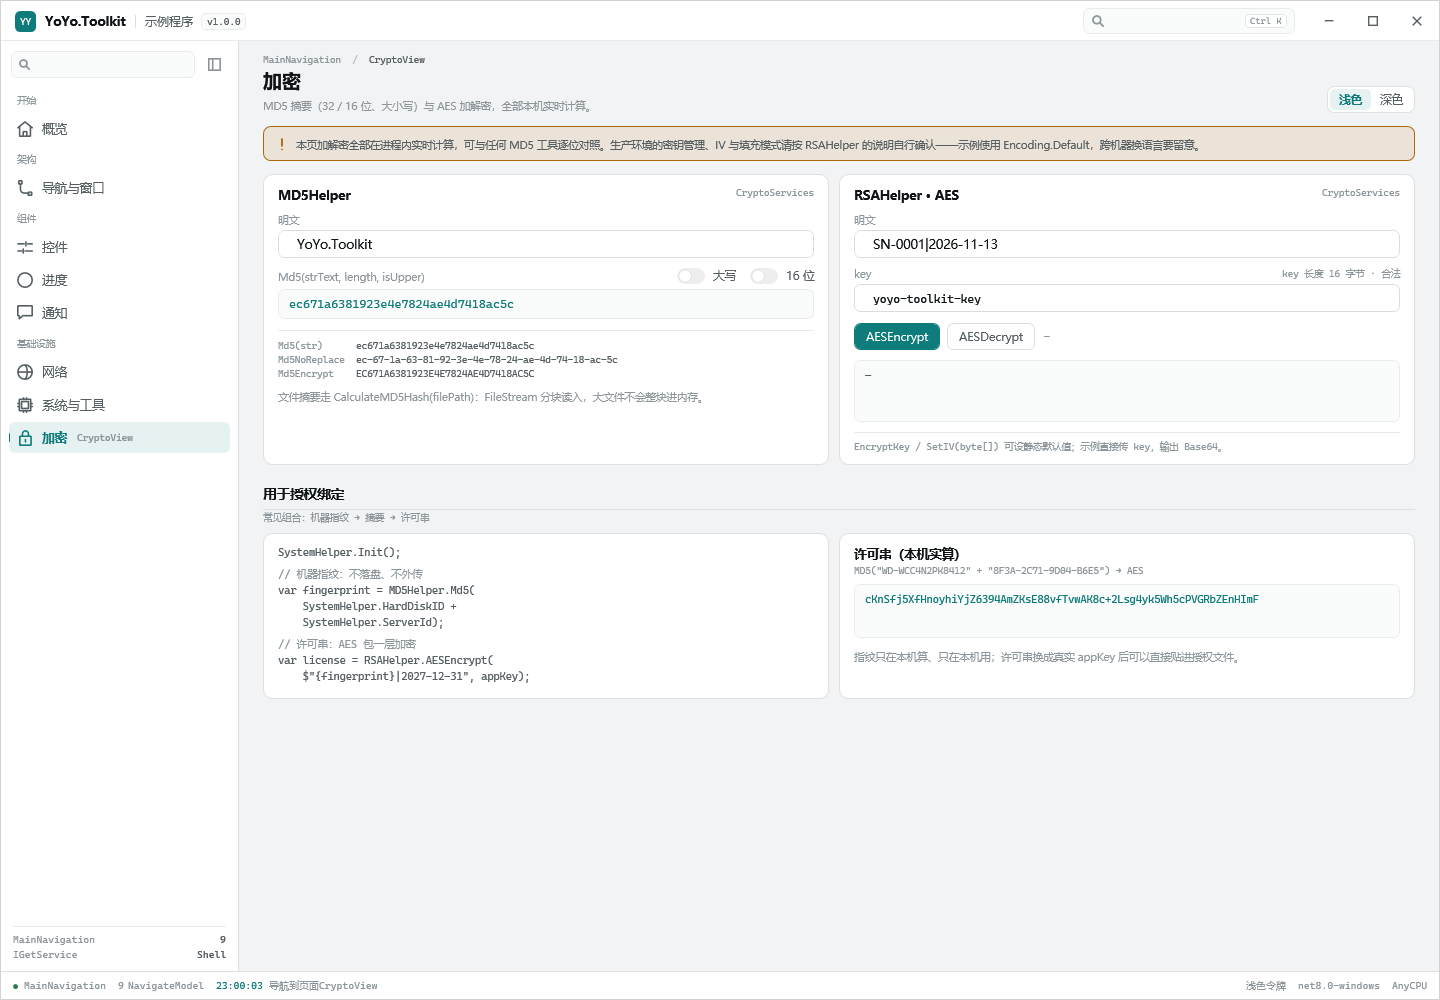 YY YoYo.Toolkit 示例程序 v1.0.0
Ctrl K
开始
概览
架构
导航与窗口
组件
控件
进度
通知
基础设施
网络
系统与工具
加密 CryptoView
MainNavigation 9
IGetService Shell
MainNavigation / CryptoView
加密
MD5 摘要（32 / 16 位、大小写）与 AES 加解密，全部本机实时计算。
浅色 深色
! 本页加解密全部在进程内实时计算，可与任何 MD5 工具逐位对照。生产环境的密钥管理、IV 与填充模式请按 RSAHelper 的说明自行确认——示例使用 Encoding.Default，跨机器换语言要留意。
MD5Helper CryptoServices
明文
YoYo.Toolkit
Md5(strText, length, isUpper) 大写 16 位
ec671a6381923e4e7824ae4d7418ac5c
Md5(str) ec671a6381923e4e7824ae4d7418ac5c
Md5NoReplace ec-67-1a-63-81-92-3e-4e-78-24-ae-4d-74-18-ac-5c
Md5Encrypt EC671A6381923E4E7824AE4D7418AC5C
文件摘要走 CalculateMD5Hash(filePath)：FileStream 分块读入，大文件不会整块进内存。
RSAHelper • AES CryptoServices
明文
SN-0001|2026-11-13
key key 长度 16 字节 · 合法
yoyo-toolkit-key
AESEncrypt AESDecrypt —
—
EncryptKey / SetIV(byte[]) 可设静态默认值；示例直接传 key，输出 Base64。
用于授权绑定
常见组合：机器指纹 → 摘要 → 许可串
SystemHelper.Init();
// 机器指纹：不落盘、不外传
var fingerprint = MD5Helper.Md5(
SystemHelper.HardDiskID +
SystemHelper.ServerId);
// 许可串：AES 包一层加密
var license = RSAHelper.AESEncrypt(
$"{fingerprint}|2027-12-31", appKey);
许可串（本机实算）
MD5("WD-WCC4N2PK8412" + "8F3A-2C71-9D04-B6E5") → AES
cKnSfj5XfHnoyhiYjZ6394AmZKsE88vfTvwAK8c+2Lsg4yk5Wh5cPVGRbZEnHImF
指纹只在本机算、只在本机用；许可串换成真实 appKey 后可以直接贴进授权文件。
MainNavigation 9 NavigateModel 23:00:03 导航到页面CryptoView
浅色令牌 net8.0-windows AnyCPU